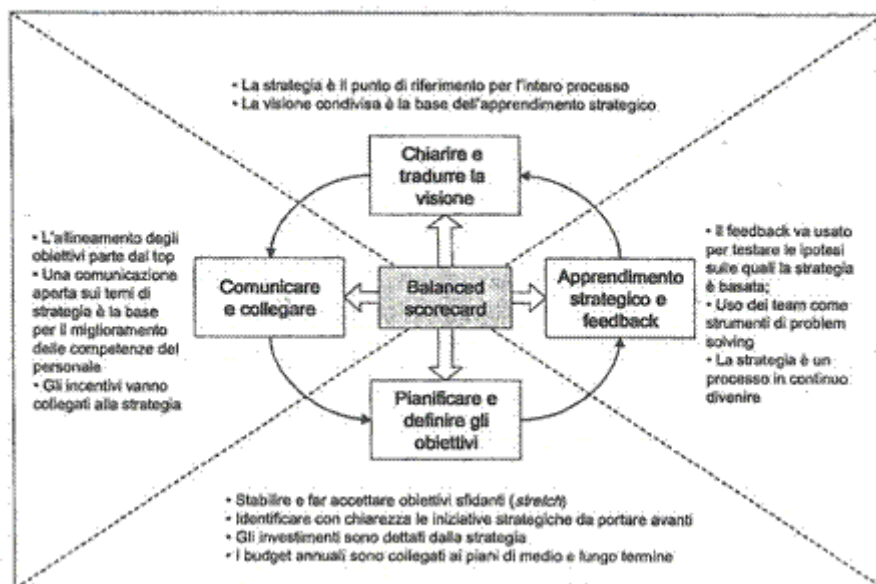 • La strategia è il punto di riferimento per l'intero processo
• La visione condivisa è la base dell'apprendimento strategico
Chiarire e
tradurre la
visione
• L'allineamento degli
obiettivi parte dal top
• Una comunicazione
aperta sui temi di
strategia è la base
per il miglioramento
delle competenze del
personale
• Gli incentivi vanno
collegati alla strategia
Comunicare
e collegare
Balanced
scorecard
Apprendimento
strategico e
feedback
• Il feedback va usato
per testare le ipotesi
sulle quali la strategia
è basata;
• Uso dei team come
strumenti di problem
solving
• La strategia è un
processo in continuo
divenire
Pianificare e
definire gli
obiettivi
• Stabilire e far accettare obiettivi sfidanti (stretch)
• Identificare con chiarezza le iniziative strategiche da portare avanti
• Gli investimenti sono dettati dalla strategia
• I budget annuali sono collegati ai piani di medio e lungo termine